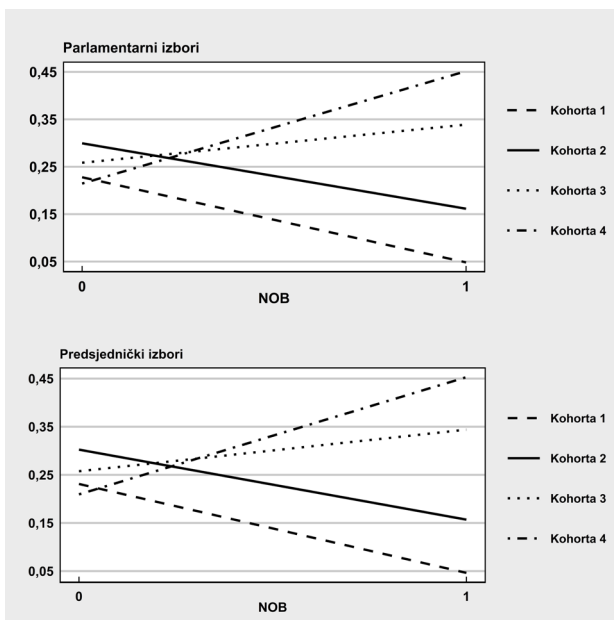 Parlamentarni izbori
0,45
0,35
0,25
0,15
0,05
0 1
NOB
Kohorta 1
Kohorta 2
Kohorta 3
Kohorta 4
Predsjednički izbori
0,45
0,35
0,25
0,15
0,05
0 1
NOB
Kohorta 1
Kohorta 2
Kohorta 3
Kohorta 4